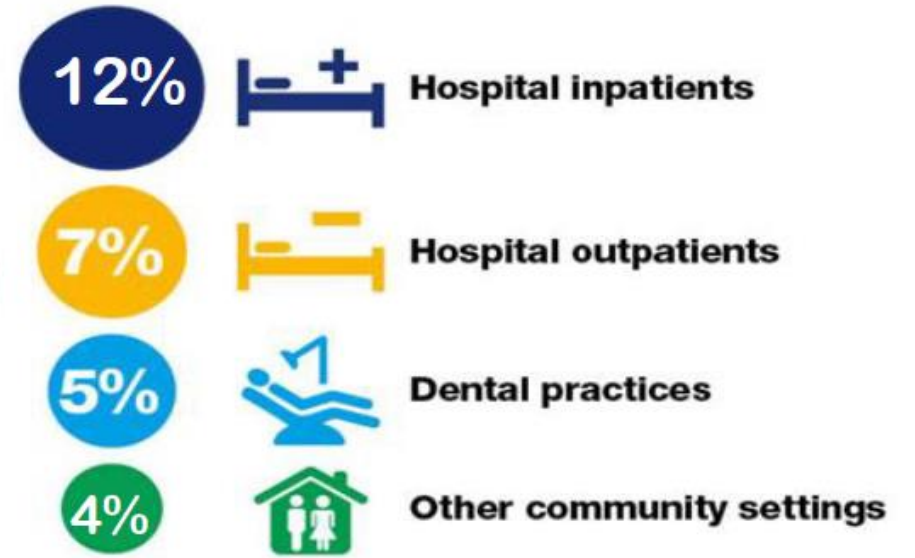 12% Hospital inpatients
7% Hospital outpatients
5% Dental practices
4% Other community settings